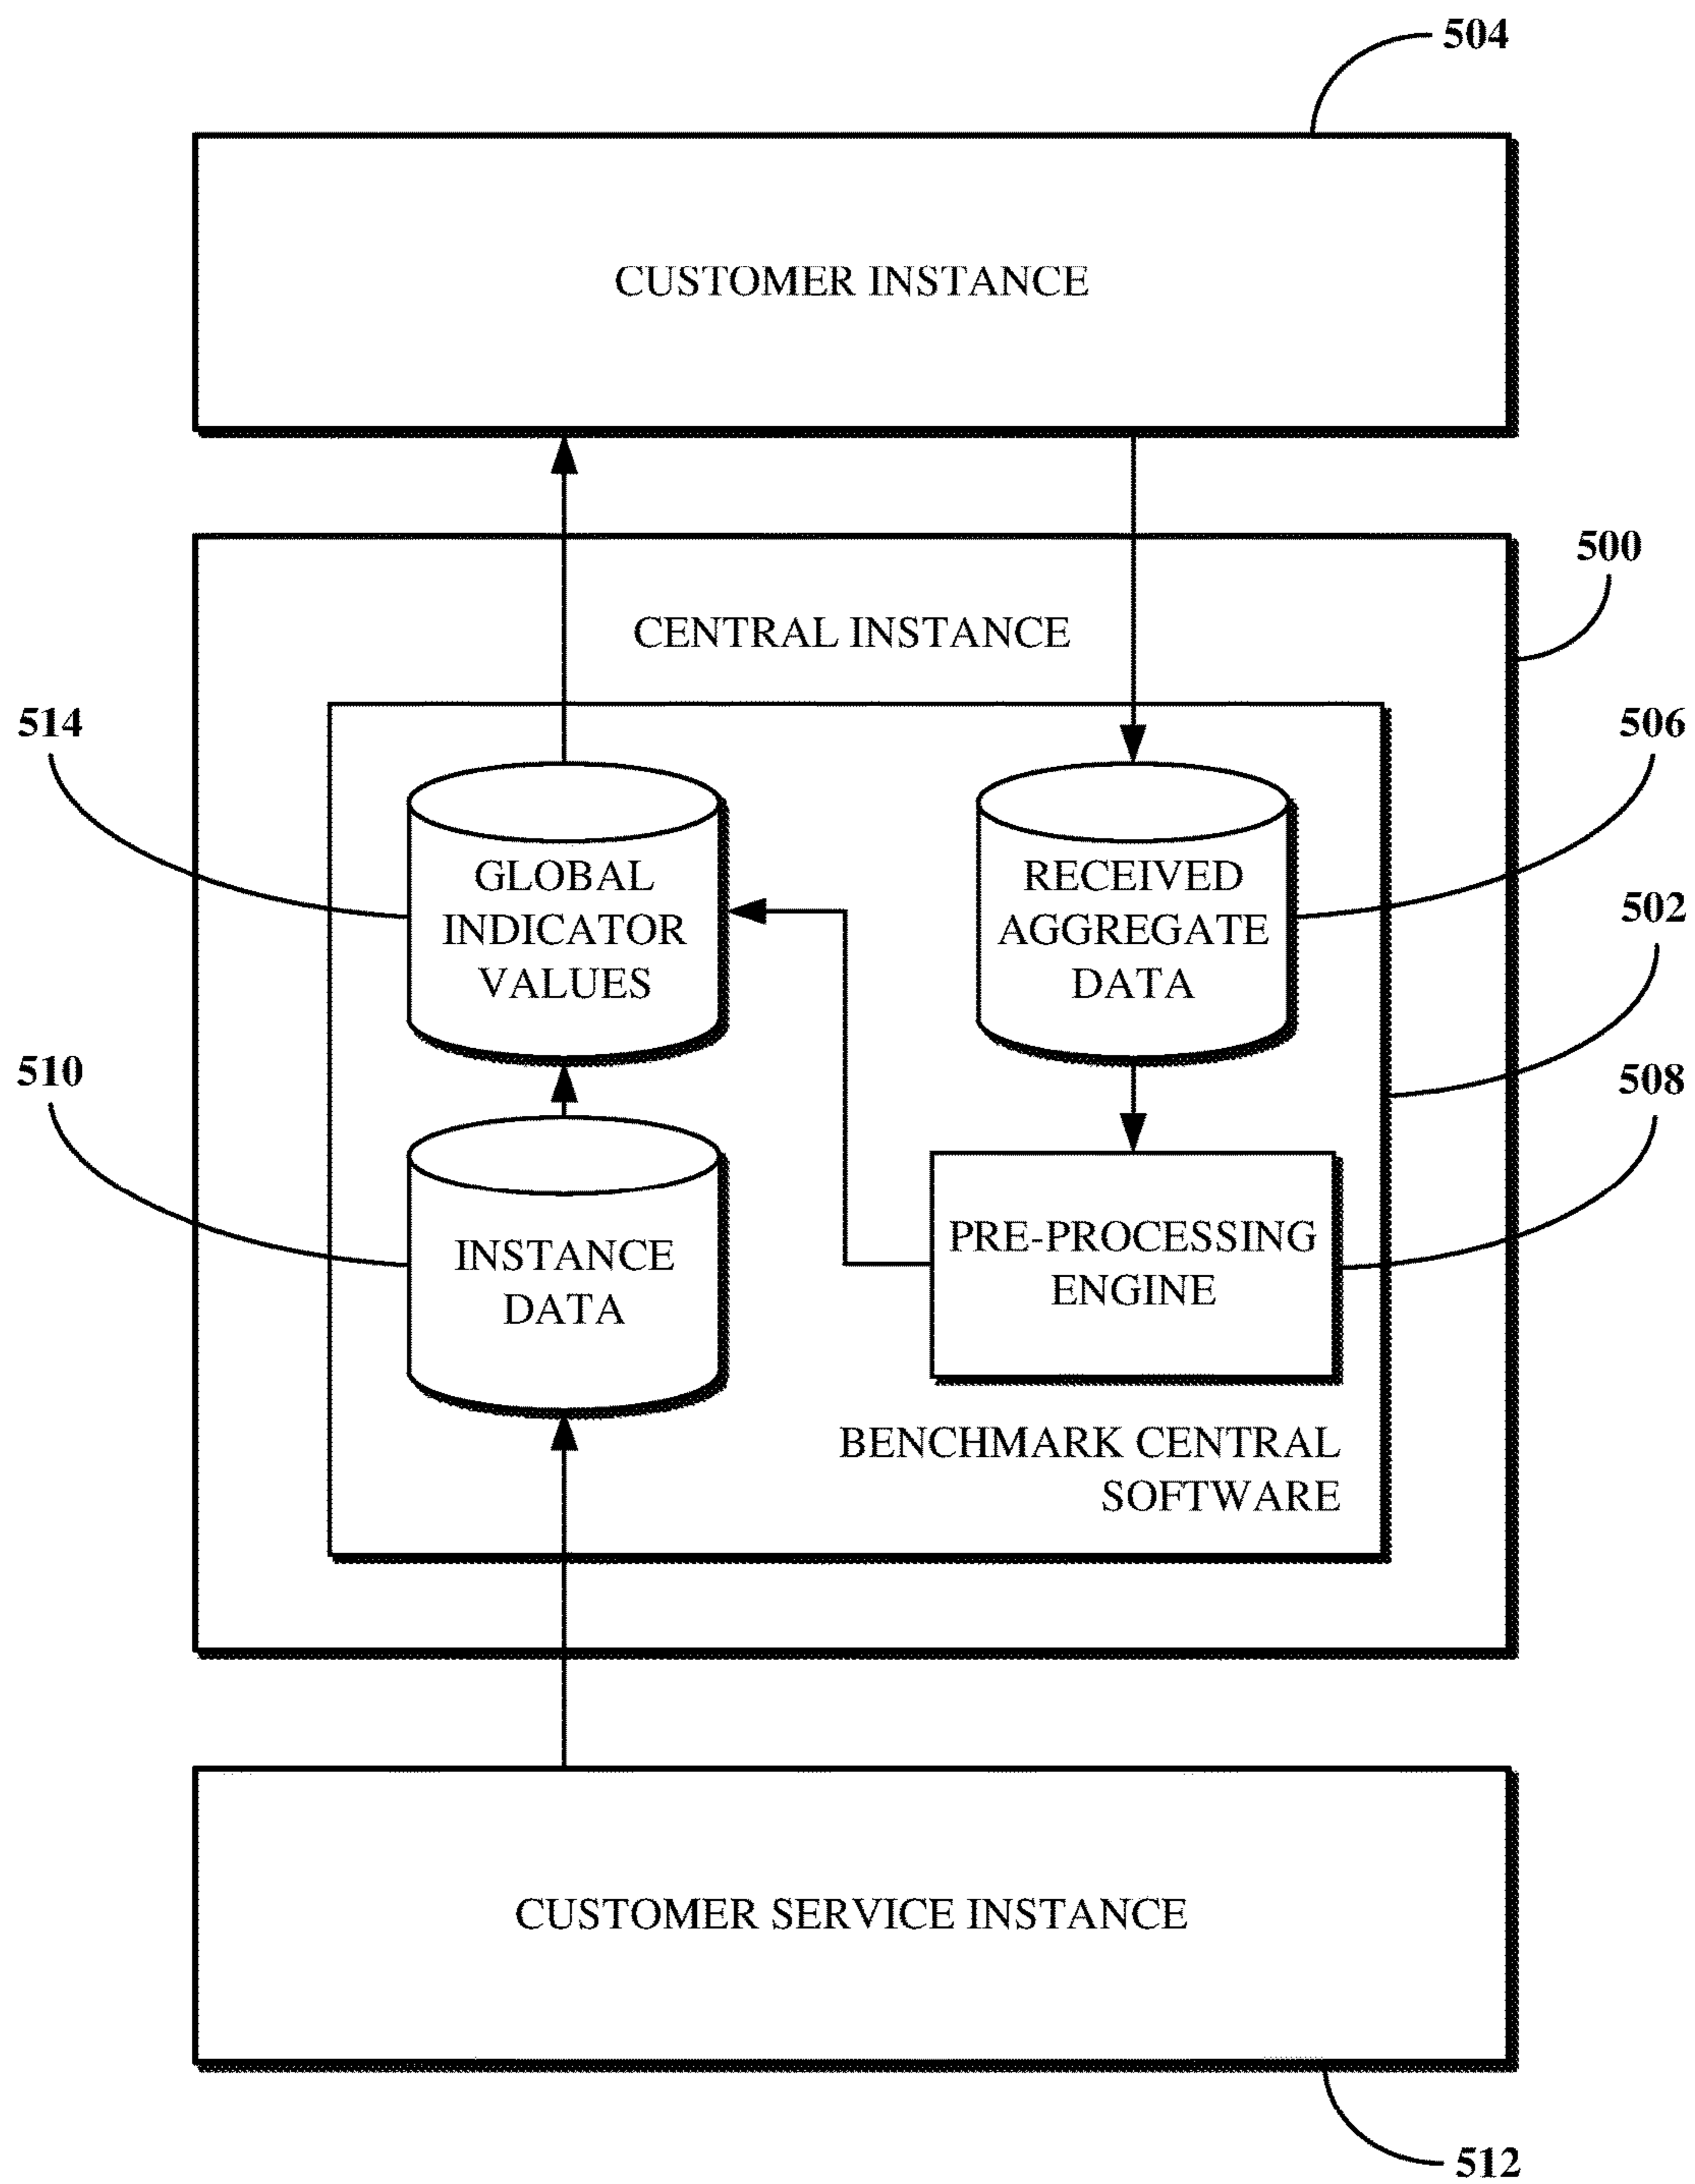 504
CUSTOMER INSTANCE
500
CENTRAL INSTANCE
514
506
GLOBAL
INDICATOR
VALUES
RECEIVED
AGGREGATE
DATA
502
510
508
INSTANCE
DATA
PRE-PROCESSING
ENGINE
BENCHMARK CENTRAL
SOFTWARE
CUSTOMER SERVICE INSTANCE
512